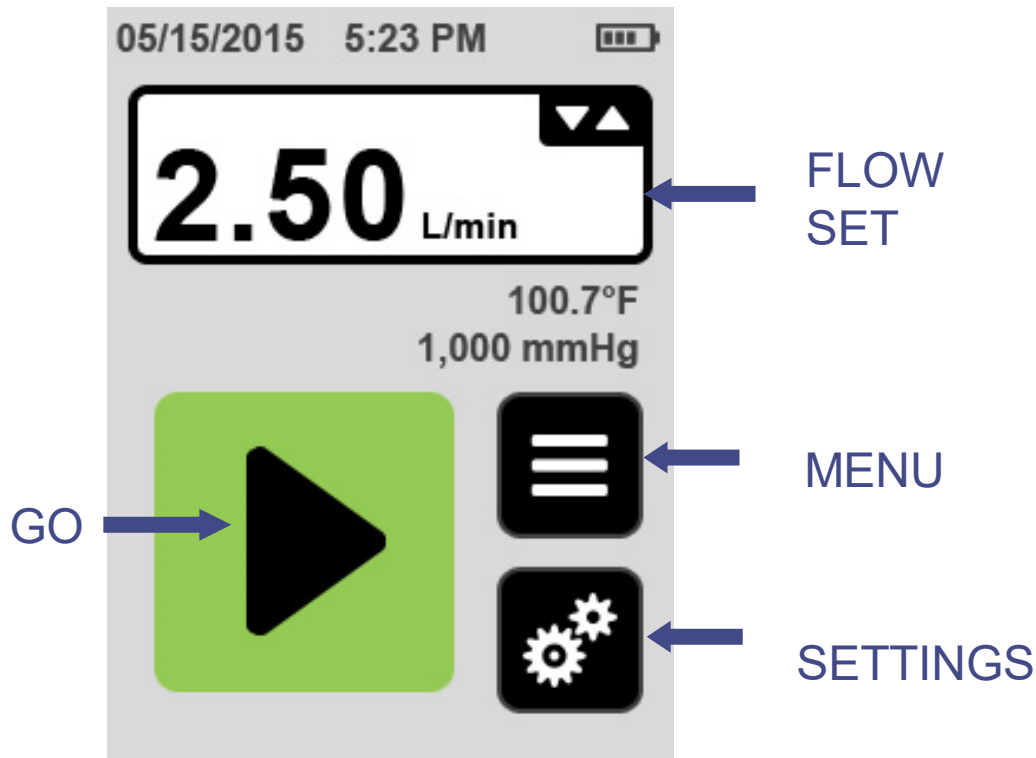 05/15/2015 5:23 PM
2.50 L/min
FLOW
SET
100.7°F
1,000 mmHg
MENU
GO
SETTINGS